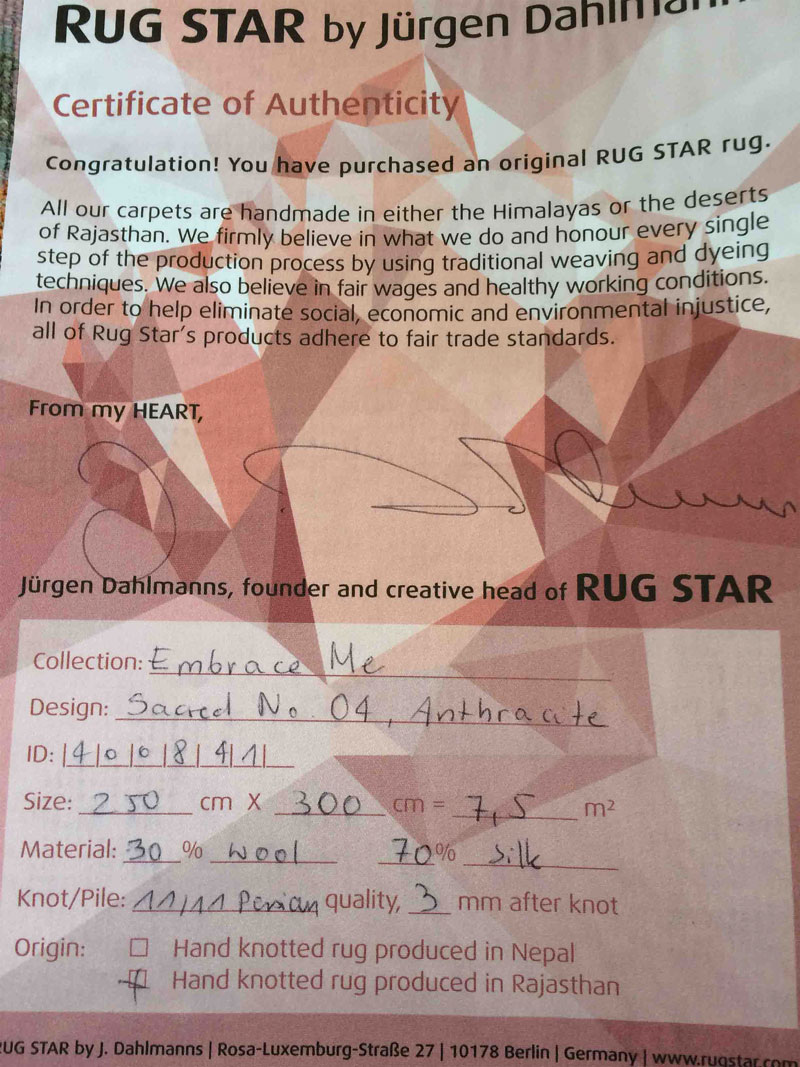 RUG STAR by Jürgen Dahlmanns
Certificate of Authenticity
Congratulation! You have purchased an original RUG STAR rug.
All our carpets are handmade in either the Himalayas or the deserts
of Rajasthan. We firmly believe in what we do and honour every single
step of the production process by using traditional weaving and dyeing
techniques. We also believe in fair wages and healthy working conditions.
In order to help eliminate social, economic and environmental injustice,
all of Rug Star's products adhere to fair trade standards.
From my HEART,
Jürgen Dahlmanns, founder and creative head of RUG STAR
Collection: Embrace Me
Design: Sacred No. 04, Anthracite
ID: |4|0|0|8|4|1|
Size: 250 cm X 300 cm = 7,5 m²
Material: 30 % wool 70% silk
Knot/Pile: 11/11 Persian quality, 3 mm after knot
Origin: Hand knotted rug produced in Nepal
Hand knotted rug produced in Rajasthan
RUG STAR by J. Dahlmanns | Rosa-Luxemburg-Straße 27 | 10178 Berlin | Germany | www.rugstar.com